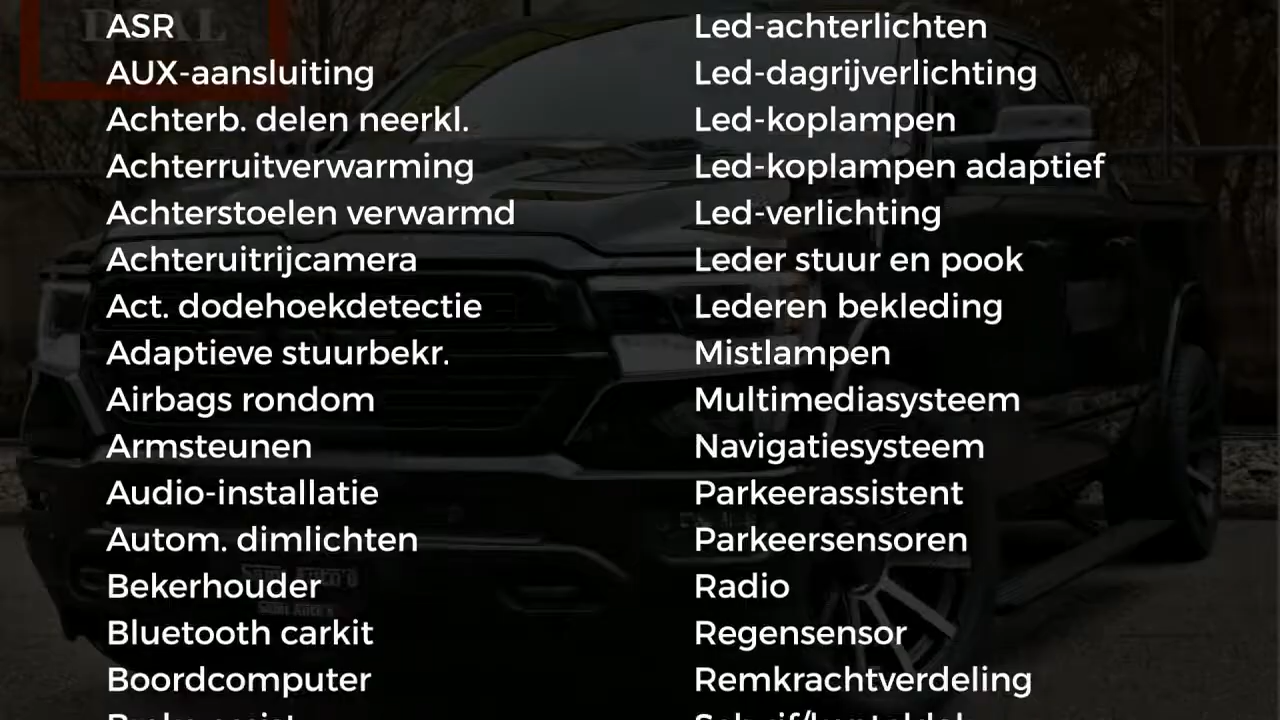 ASR
AUX-aansluiting
Achterb. delen neerkl.
Achterruitverwarming
Achterstoelen verwarmd
Achteruitrijcamera
Act. dodehoekdetectie
Adaptieve stuurbekr.
Airbags rondom
Armsteunen
Audio-installatie
Autom. dimlichten
Bekerhouder
Bluetooth carkit
Boordcomputer
Led-achterlichten
Led-dagrijverlichting
Led-koplampen
Led-koplampen adaptief
Led-verlichting
Leder stuur en pook
Lederen bekleding
Mistlampen
Multimediasysteem
Navigatiesysteem
Parkeerassistent
Parkeersensoren
Radio
Regensensor
Remkrachtverdeling